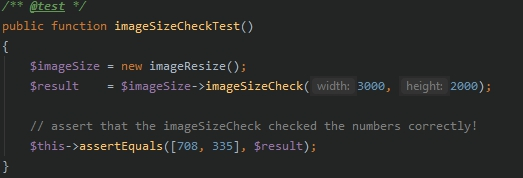 /** @test */
public function imageSizeCheckTest()
{
$imageSize = new imageResize();
$result = $imageSize->imageSizeCheck( width: 3000, height: 2000);
// assert that the imageSizeCheck checked the numbers correctly!
$this->assertEquals([708, 335], $result);
}